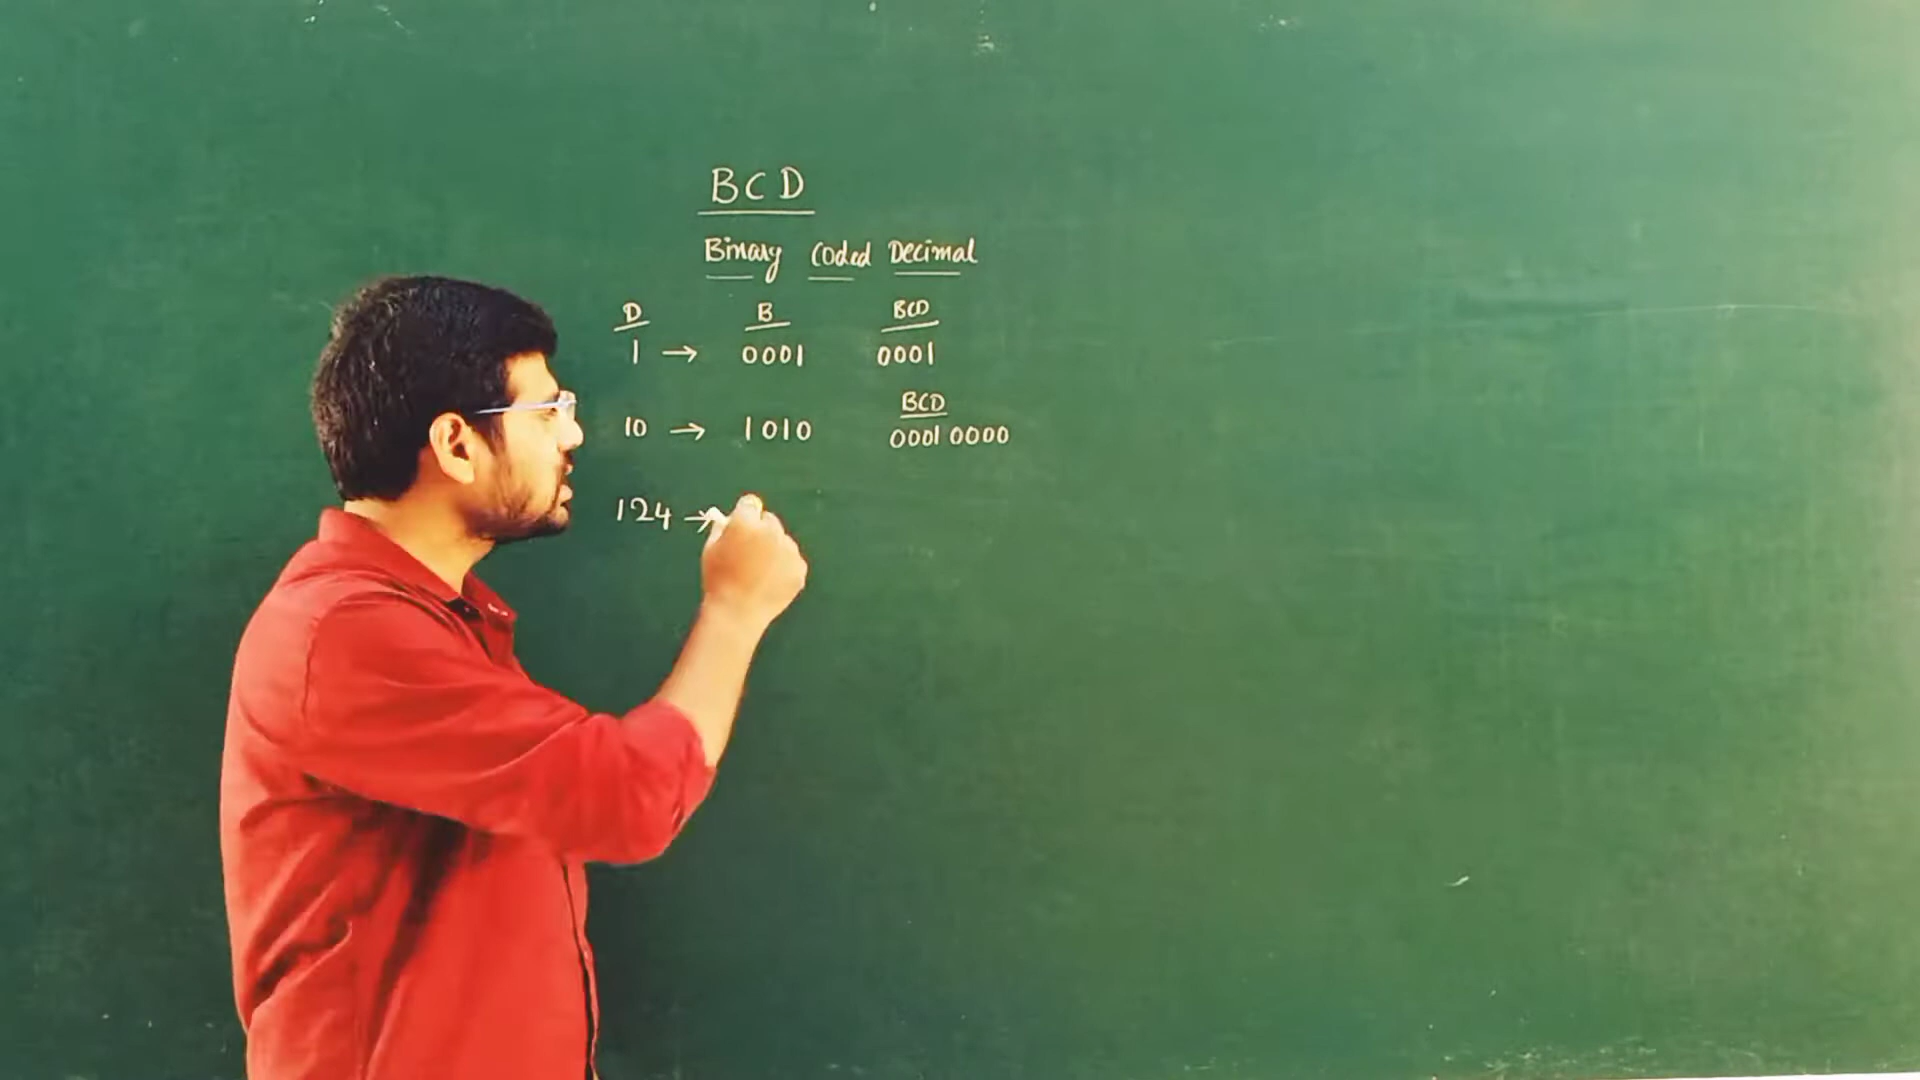 BCD
Binary Coded Decimal
D B BCD
1 → 0001 0001
BCD
10 → 1010 0001 0000
124 →